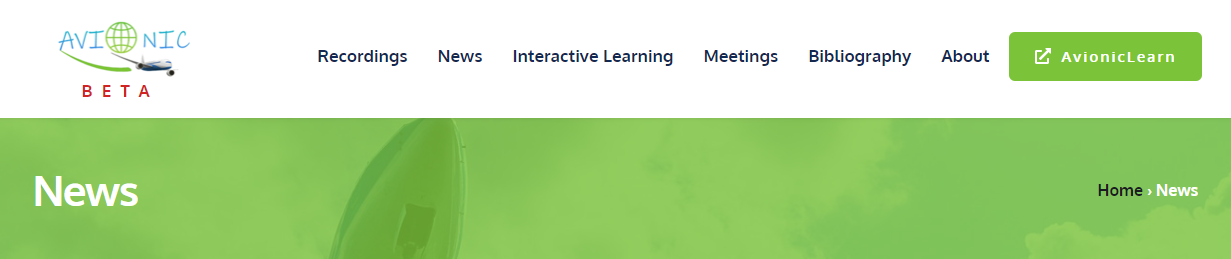 AVIONIC
BETA
Recordings News Interactive Learning Meetings Bibliography About AvionicLearn
News
Home › News